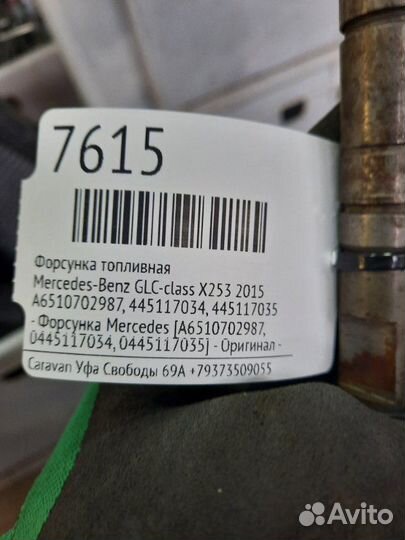 7615
Форсунка топливная
Mercedes-Benz GLC-class X253 2015
A6510702987, 445117034, 445117035
- Форсунка Mercedes [A6510702987,
0445117034, 0445117035] - Оригинал -
Caravan Уфа Свободы 69А +79373509055
Avito